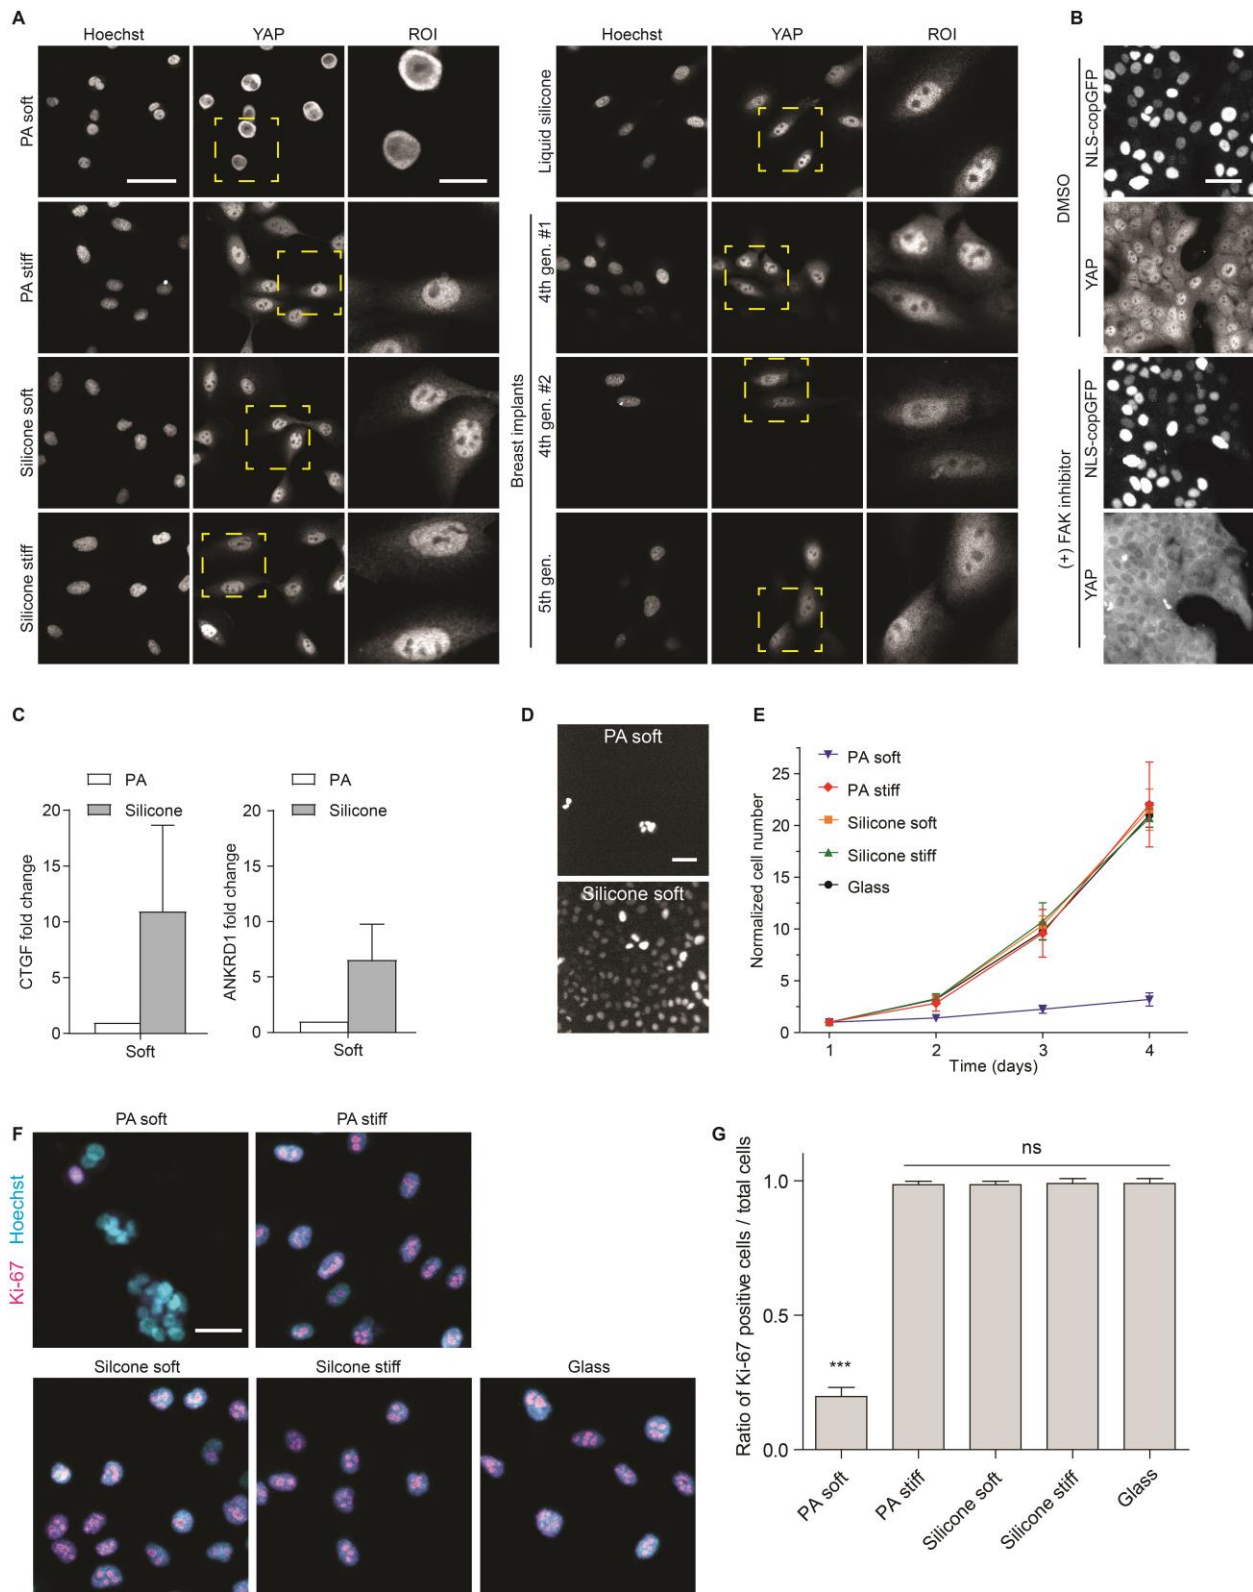 A
B
Hoechst
YAP
ROI
Hoechst
YAP
ROI
PA soft
PA stiff
Silicone soft
Silicone stiff
Liquid silicone
Breast implants
4th gen. #1
4th gen. #2
5th gen.
DMSO
NLS-copGFP
YAP
(+) FAK inhibitor
NLS-copGFP
YAP
C
PA
Silicone
CTGF fold change
20
15
10
5
0
Soft
PA
Silicone
ANKRD1 fold change
20
15
10
5
0
Soft
D
PA soft
Silicone soft
E
PA soft
PA stiff
Silicone soft
Silicone stiff
Glass
Normalized cell number
25
20
15
10
5
0
1
2
3
4
Time (days)
F
PA soft
PA stiff
Ki-67 Hoechst
Silcone soft
Silcone stiff
Glass
G
ns
***
Ratio of Ki-67 positive cells / total cells
1.0
0.5
0.0
PA soft
PA stiff
Silicone soft
Silicone stiff
Glass